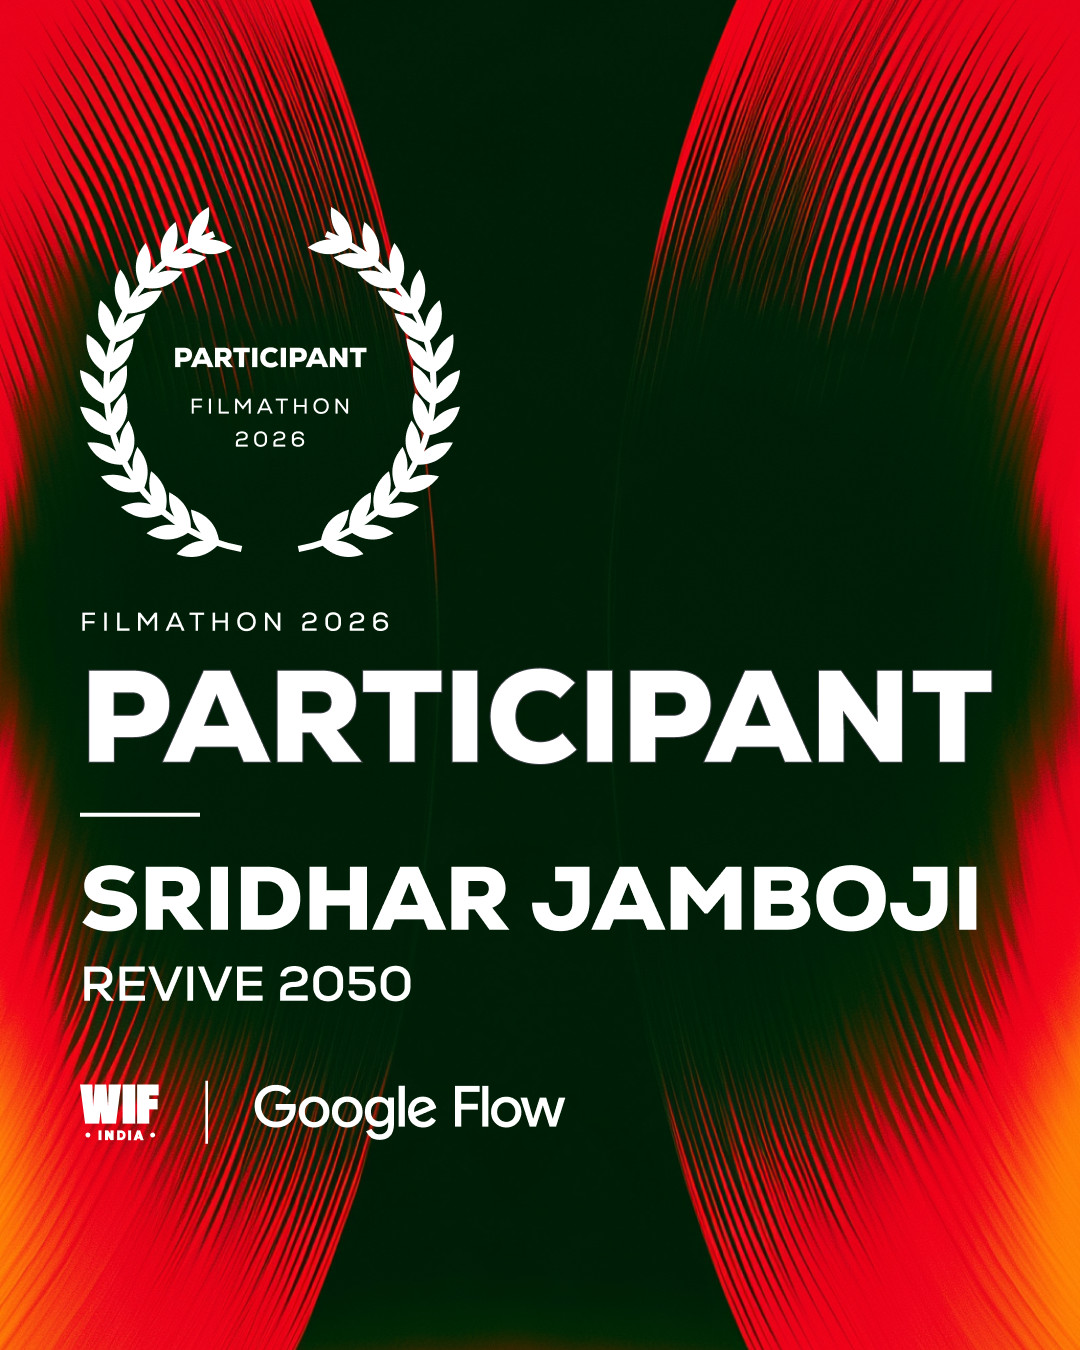 PARTICIPANT
FILMATHON
2026
FILMATHON 2026
PARTICIPANT
SRIDHAR JAMBOJI
REVIVE 2050
WIF
• INDIA •
Google Flow